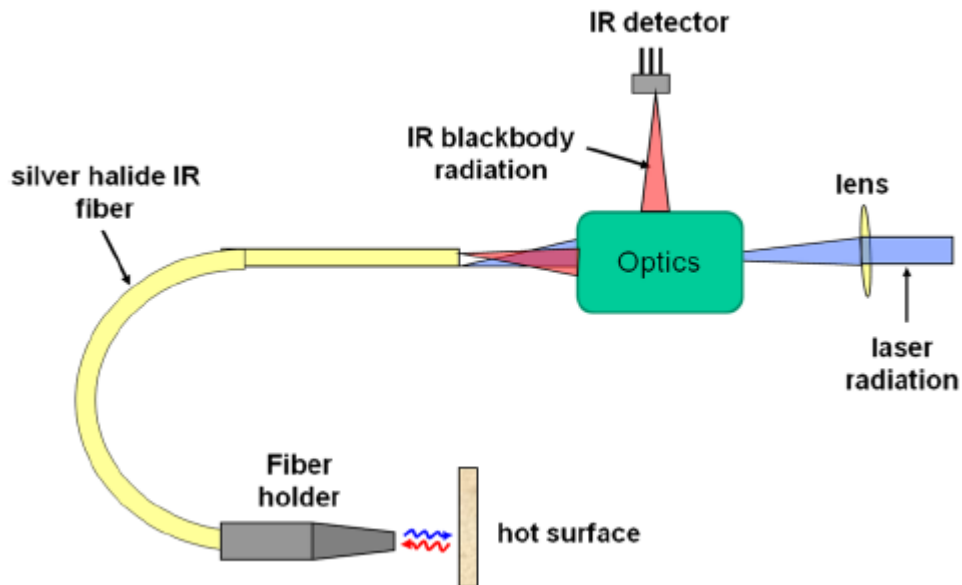 IR detector
IR blackbody
radiation
silver halide IR
fiber
lens
Optics
laser
radiation
Fiber
holder
hot surface